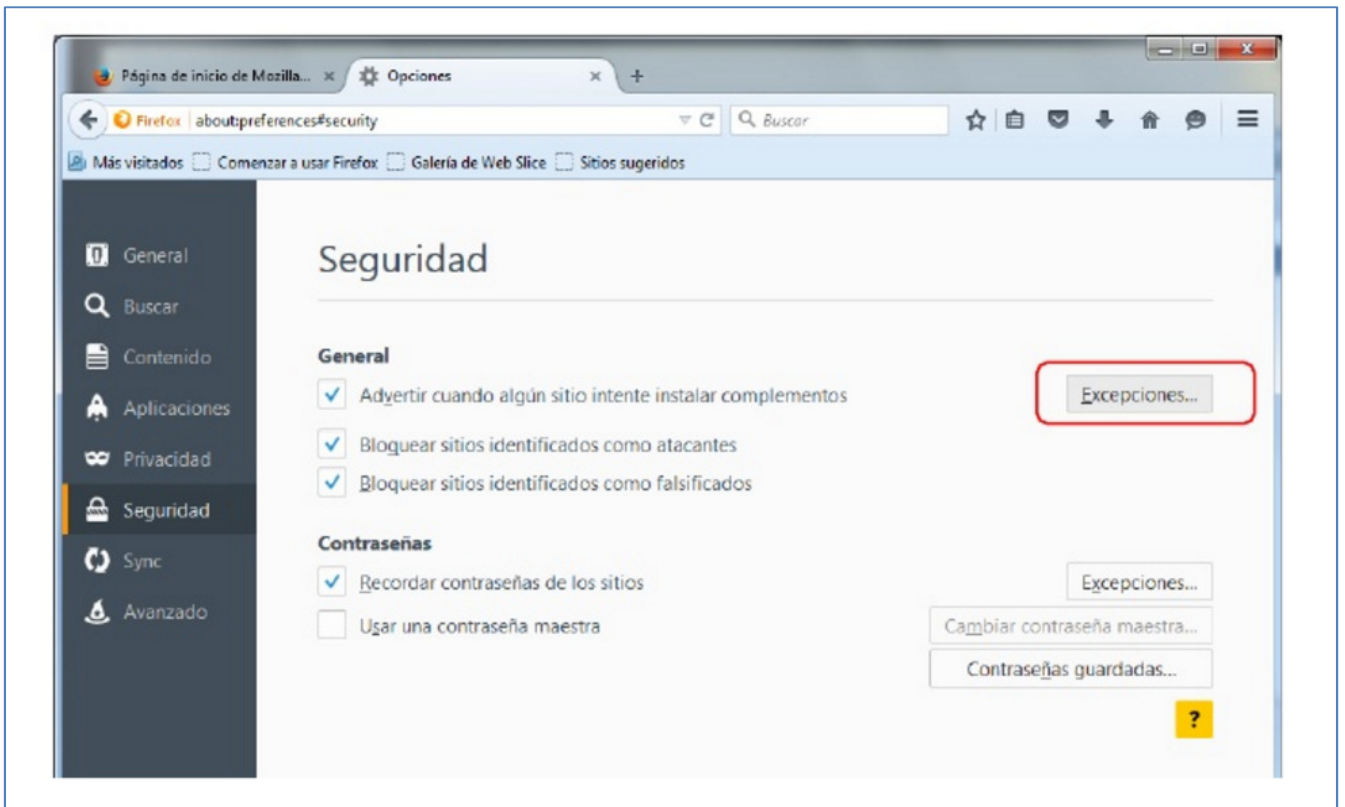 Página de inicio de Mozilla... × Opciones × +
Firefox about:preferences#security Buscar
Más visitados Comenzar a usar Firefox Galería de Web Slice Sitios sugeridos
General
Buscar
Contenido
Aplicaciones
Privacidad
Seguridad
Sync
Avanzado
Seguridad
General
Advertir cuando algún sitio intente instalar complementos Excepciones...
Bloquear sitios identificados como atacantes
Bloquear sitios identificados como falsificados
Contraseñas
Recordar contraseñas de los sitios Excepciones...
Usar una contraseña maestra Cambiar contraseña maestra...
Contraseñas guardadas...
?